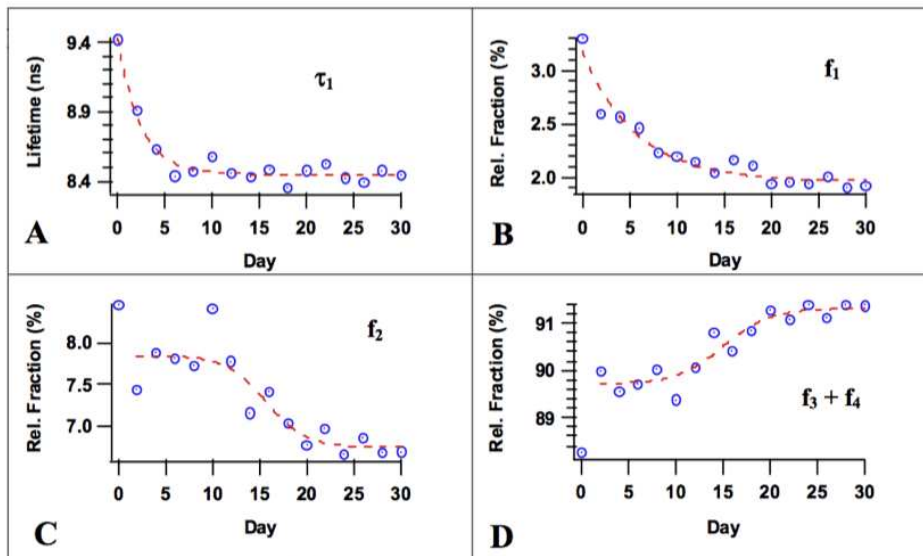 9.4
8.9
8.4
Lifetime (ns)
τ1
0 5 10 15 20 25 30
Day
A
3.0
2.5
2.0
Rel. Fraction (%)
f1
0 5 10 15 20 25 30
Day
B
8.0
7.5
7.0
Rel. Fraction (%)
f2
0 5 10 15 20 25 30
Day
C
91
90
89
Rel. Fraction (%)
f3 + f4
0 5 10 15 20 25 30
Day
D